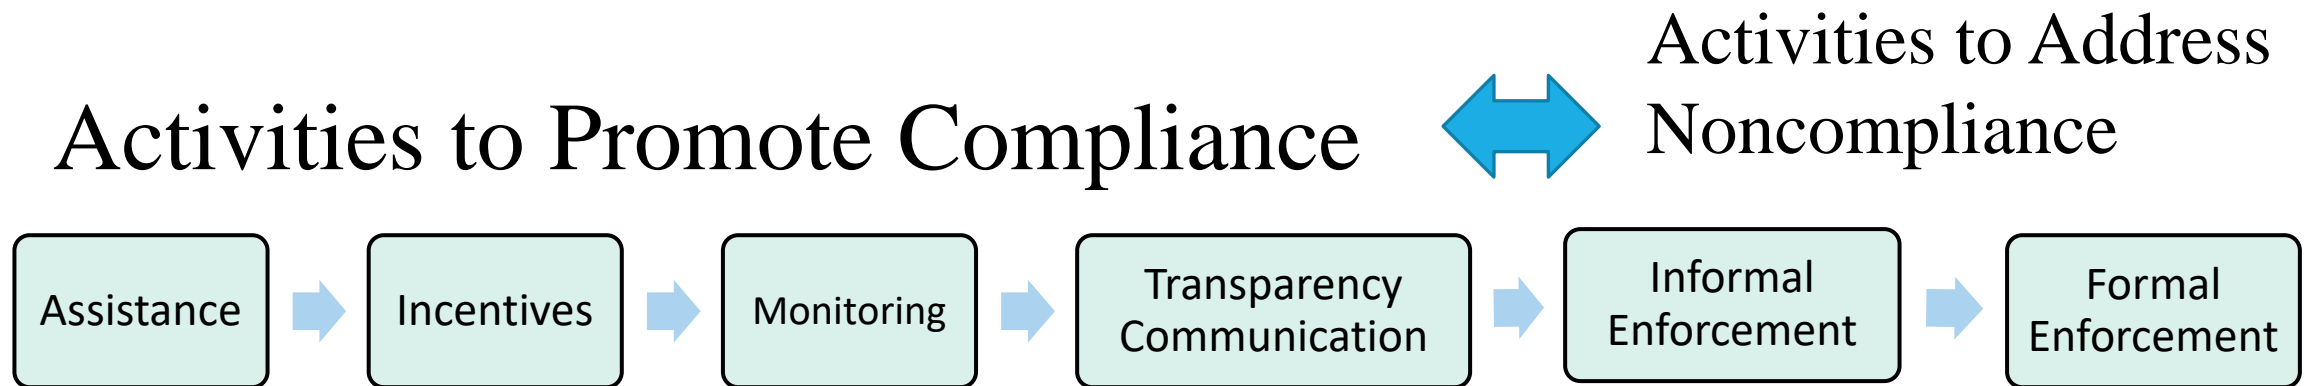 Activities to Promote Compliance
Activities to Address
Noncompliance
Assistance
Incentives
Monitoring
Transparency
Communication
Informal
Enforcement
Formal
Enforcement